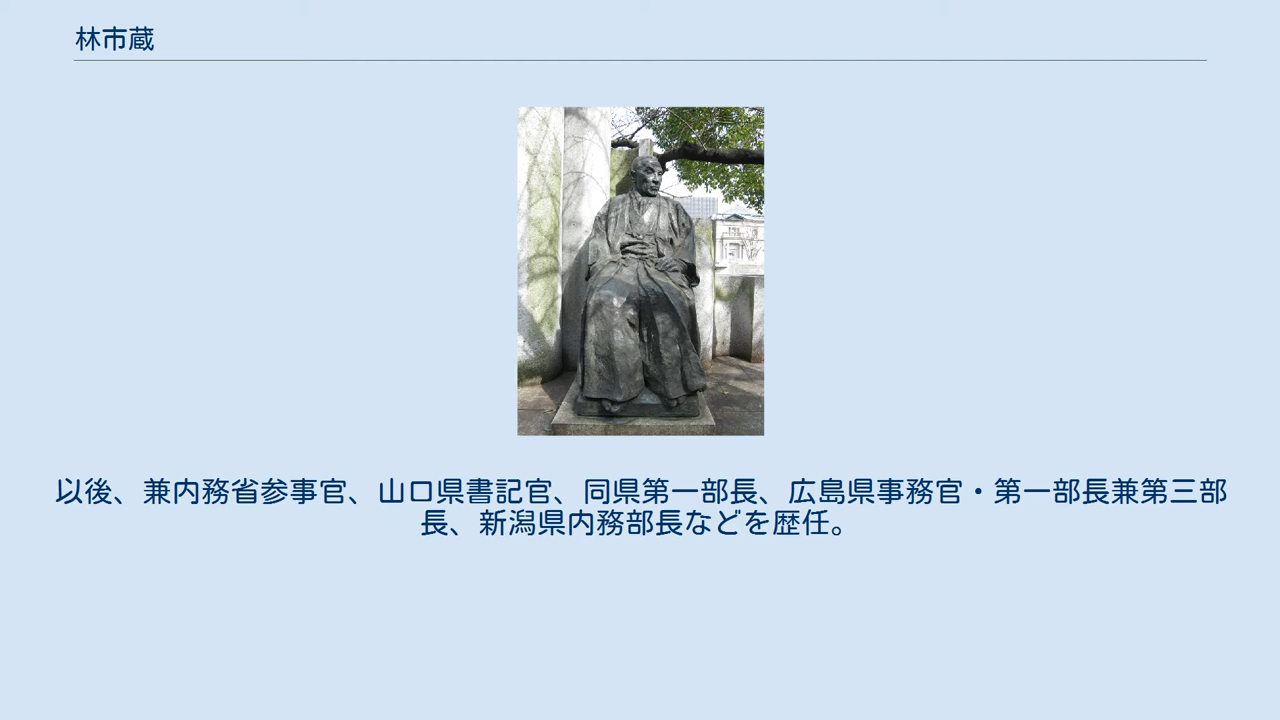 林市蔵
以後、兼内務省参事官、山口県書記官、同県第一部長、広島県事務官・第一部長兼第三部
長、新潟県内務部長などを歴任。